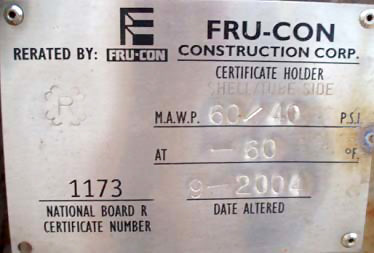 FRU-CON
RERATED BY: FRU-CON CONSTRUCTION CORP.
CERTIFICATE HOLDER
SHELL/TUBE SIDE
R
M.A.W.P. 60/40 P.S.I.
AT -60 °F.
1173 9-2004
NATIONAL BOARD R DATE ALTERED
CERTIFICATE NUMBER